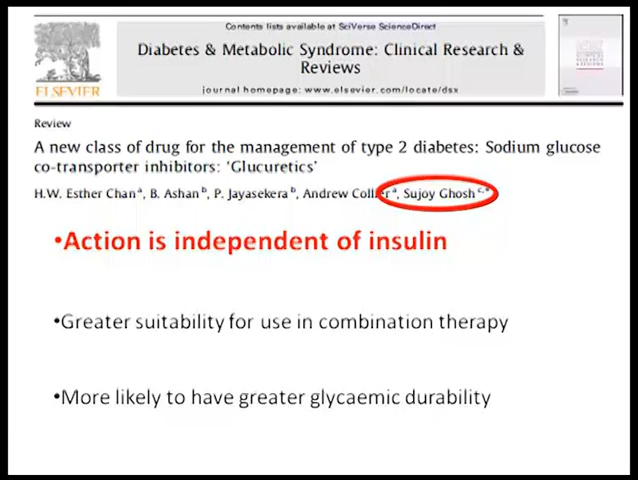 Contents lists available at SciVerse ScienceDirect
Diabetes & Metabolic Syndrome: Clinical Research &
Reviews
ELSEVIER
journal homepage: www.elsevier.com/locate/dsx
Review
A new class of drug for the management of type 2 diabetes: Sodium glucose
co-transporter inhibitors: 'Glucuretics'
H.W. Esther Chan a, B. Ashan b, P. Jayasekera b, Andrew Collier a, Sujoy Ghosh c,*
•Action is independent of insulin
•Greater suitability for use in combination therapy
•More likely to have greater glycaemic durability